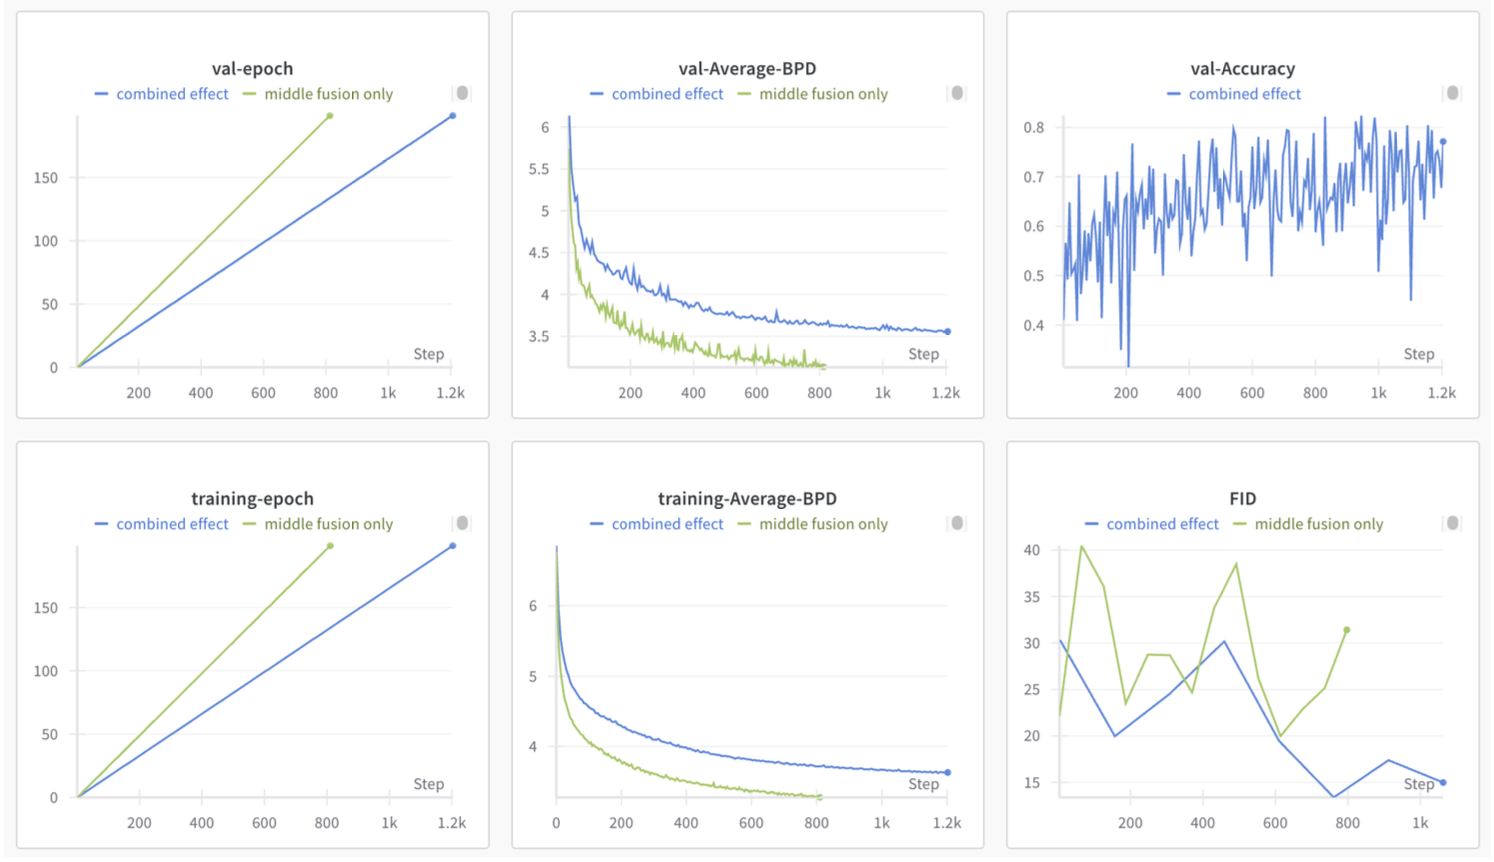 val-epoch
combined effect middle fusion only
150
100
50
0
Step
200 400 600 800 1k 1.2k
val-Average-BPD
combined effect middle fusion only
6
5.5
5
4.5
4
3.5
Step
200 400 600 800 1k 1.2k
val-Accuracy
combined effect
0.8
0.7
0.6
0.5
0.4
Step
200 400 600 800 1k 1.2k
training-epoch
combined effect middle fusion only
150
100
50
0
Step
200 400 600 800 1k 1.2k
training-Average-BPD
combined effect middle fusion only
6
5
4
Step
0 200 400 600 800 1k 1.2k
FID
combined effect middle fusion only
40
35
30
25
20
15
Step
200 400 600 800 1k